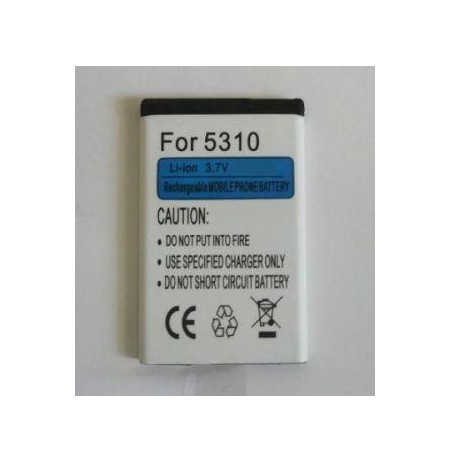 For 5310
Li-ion 3.7V
Rechargeable MOBILE PHONE BATTERY
CAUTION:
• DO NOT PUT INTO FIRE
• USE SPECIFIED CHARGER ONLY
• DO NOT SHORT CIRCUIT BATTERY
CE